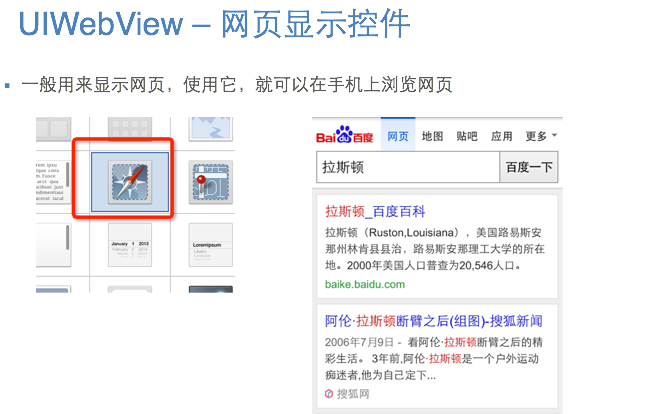 UIWebView – 网页显示控件
一般用来显示网页，使用它，就可以在手机上浏览网页
January 1 2013
Loremipsum
Bai du 百度
网页 地图 贴吧 应用 更多
拉斯顿 百度一下
拉斯顿_百度百科
拉斯顿（Ruston,Louisiana），美国路易斯安
那州林肯县县治，路易斯安那理工大学的所在
地。2000年美国人口普查为20,546人口。
baike.baidu.com
阿伦·拉斯顿断臂之后(组图)-搜狐新闻
2006年7月9日 - 看阿伦·拉斯顿断臂之后的精
彩生活。 3年前,阿伦·拉斯顿是一个户外运动
痴迷者,他为自己定下...
搜狐网